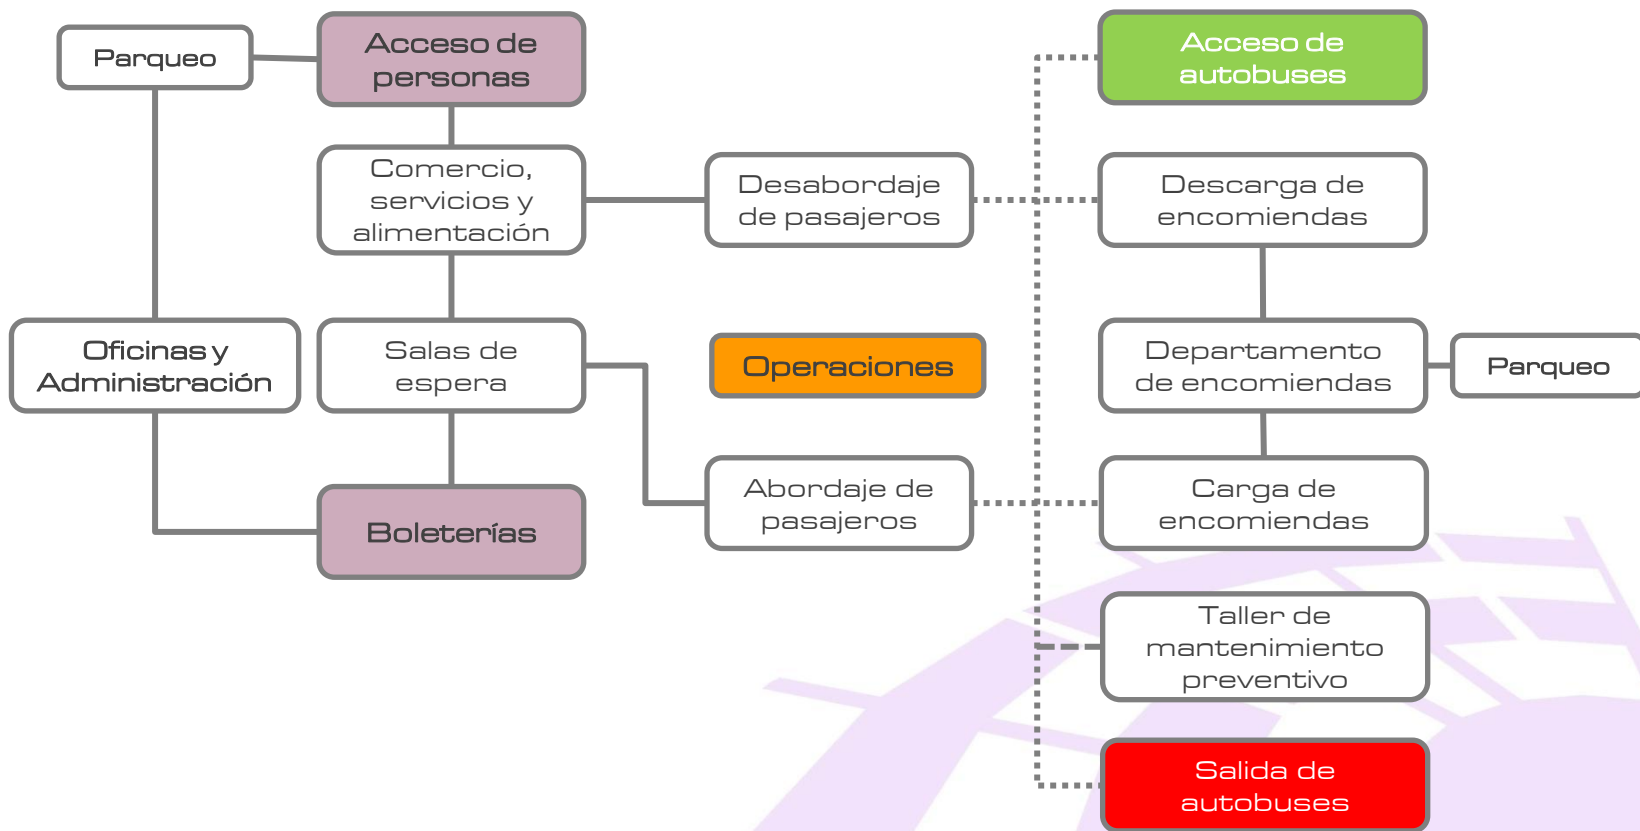 Parqueo
Acceso de
personas
Acceso de
autobuses
Comercio,
servicios y
alimentación
Desabordaje
de pasajeros
Descarga de
encomiendas
Oficinas y
Administración
Salas de
espera
Operaciones
Departamento
de encomiendas
Parqueo
Abordaje de
pasajeros
Carga de
encomiendas
Boleterías
Taller de
mantenimiento
preventivo
Salida de
autobuses